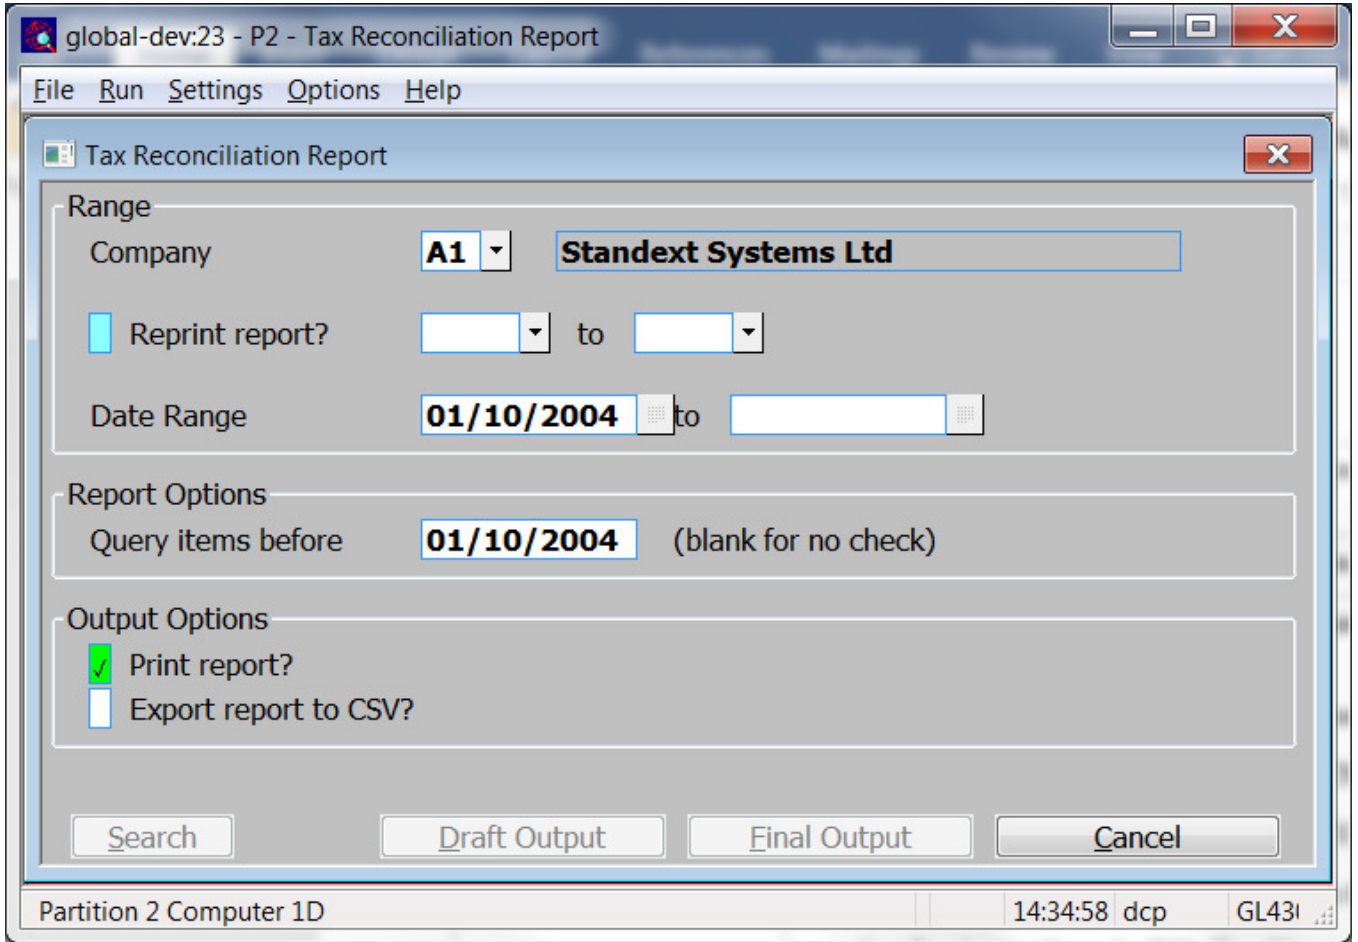 global-dev:23 - P2 - Tax Reconciliation Report
File Run Settings Options Help
Tax Reconciliation Report
Range
Company A1 Standext Systems Ltd
Reprint report? to
Date Range 01/10/2004 to
Report Options
Query items before 01/10/2004 (blank for no check)
Output Options
✓ Print report?
Export report to CSV?
Search Draft Output Final Output Cancel
Partition 2 Computer 1D 14:34:58 dcp